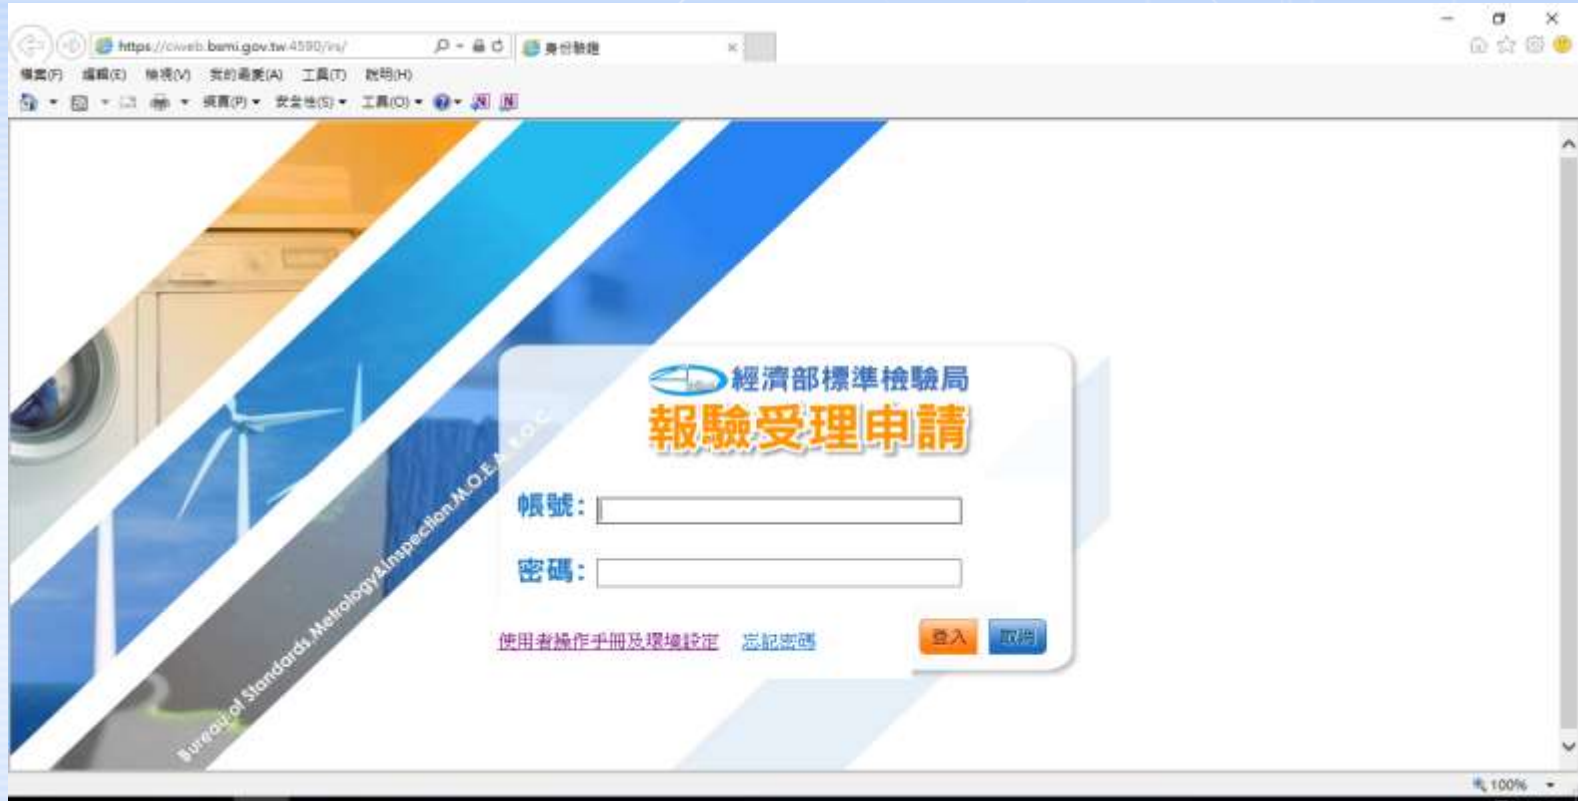 https://civweb.bsmi.gov.tw:4590/irs/
身份驗證
檔案(F) 編輯(E) 檢視(V) 我的最愛(A) 工具(T) 說明(H)
網頁(P) 安全性(S) 工具(O)
經濟部標準檢驗局
報驗受理申請
帳號:
密碼:
使用者操作手冊及環境設定 忘記密碼
登入 取消
Bureau of Standards.Metrology&Inspection.M.O.E.A. R.O.C.
100%